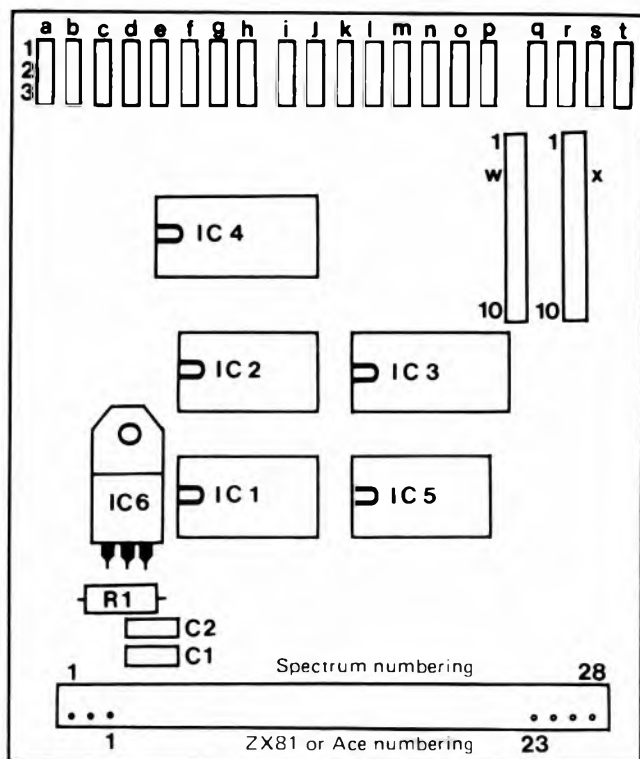 a b c d e f g h i j k l m n o p q r s t
1
2
3
1 1
w x
IC 4
10 10
IC 2 IC 3
IC 1 IC 5
IC6
R1
C2
C1
Spectrum numbering
1 28
1 ZX81 or Ace numbering 23